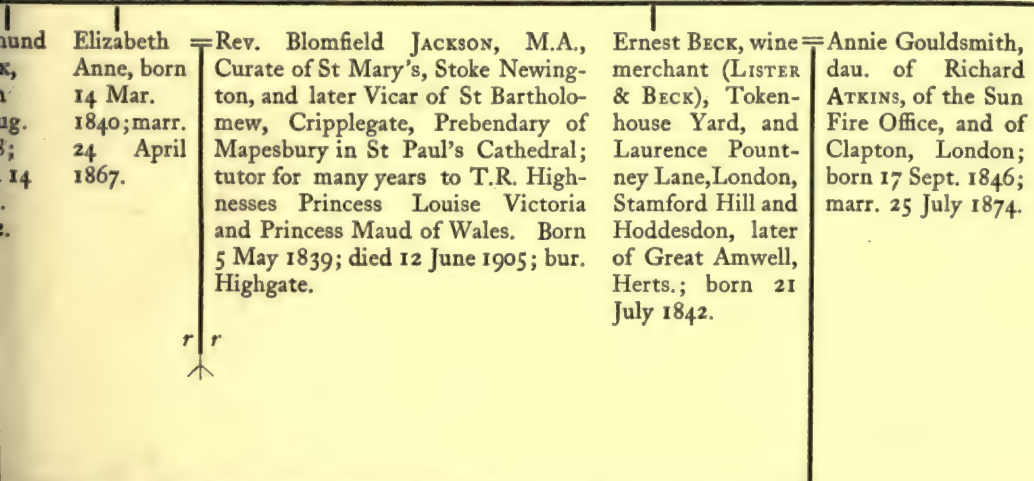 14
Elizabeth
Anne, born
14 Mar.
1840; marr.
24 April
1867.
=Rev. Blomfield JACKSON, M.A.,
Curate of St Mary's, Stoke Newing-
ton, and later Vicar of St Bartholo-
mew, Cripplegate, Prebendary of
Mapesbury in St Paul's Cathedral;
tutor for many years to T.R. High-
nesses Princess Louise Victoria
and Princess Maud of Wales. Born
5 May 1839; died 12 June 1905; bur.
Highgate.
r r
Ernest BECK, wine
merchant (LISTER
& BECK), Token-
house Yard, and
Laurence Pount-
ney Lane, London,
Stamford Hill and
Hoddesdon, later
of Great Amwell,
Herts.; born 21
July 1842.
=Annie Gouldsmith,
dau. of Richard
ATKINS, of the Sun
Fire Office, and of
Clapton, London;
born 17 Sept. 1846;
marr. 25 July 1874.